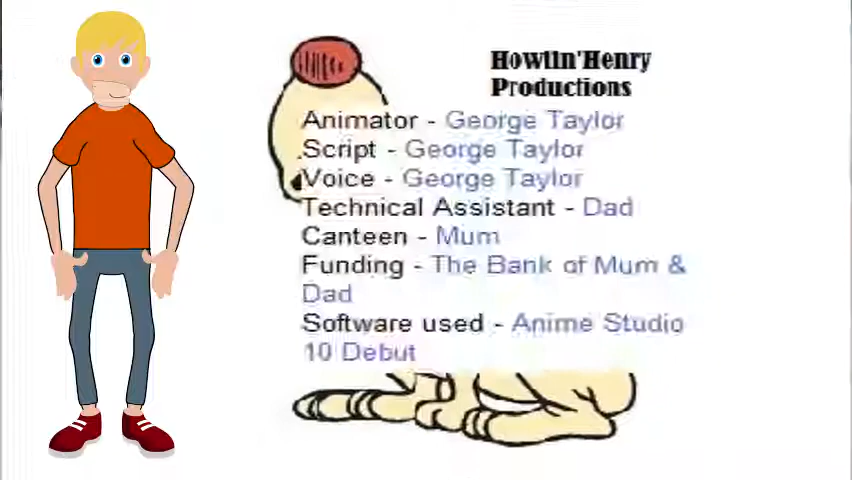 Howlin'Henry
Productions
Animator - George Taylor
Script - George Taylor
Voice - George Taylor
Technical Assistant - Dad
Canteen - Mum
Funding - The Bank of Mum &
Dad
Software used - Anime Studio
10 Debut